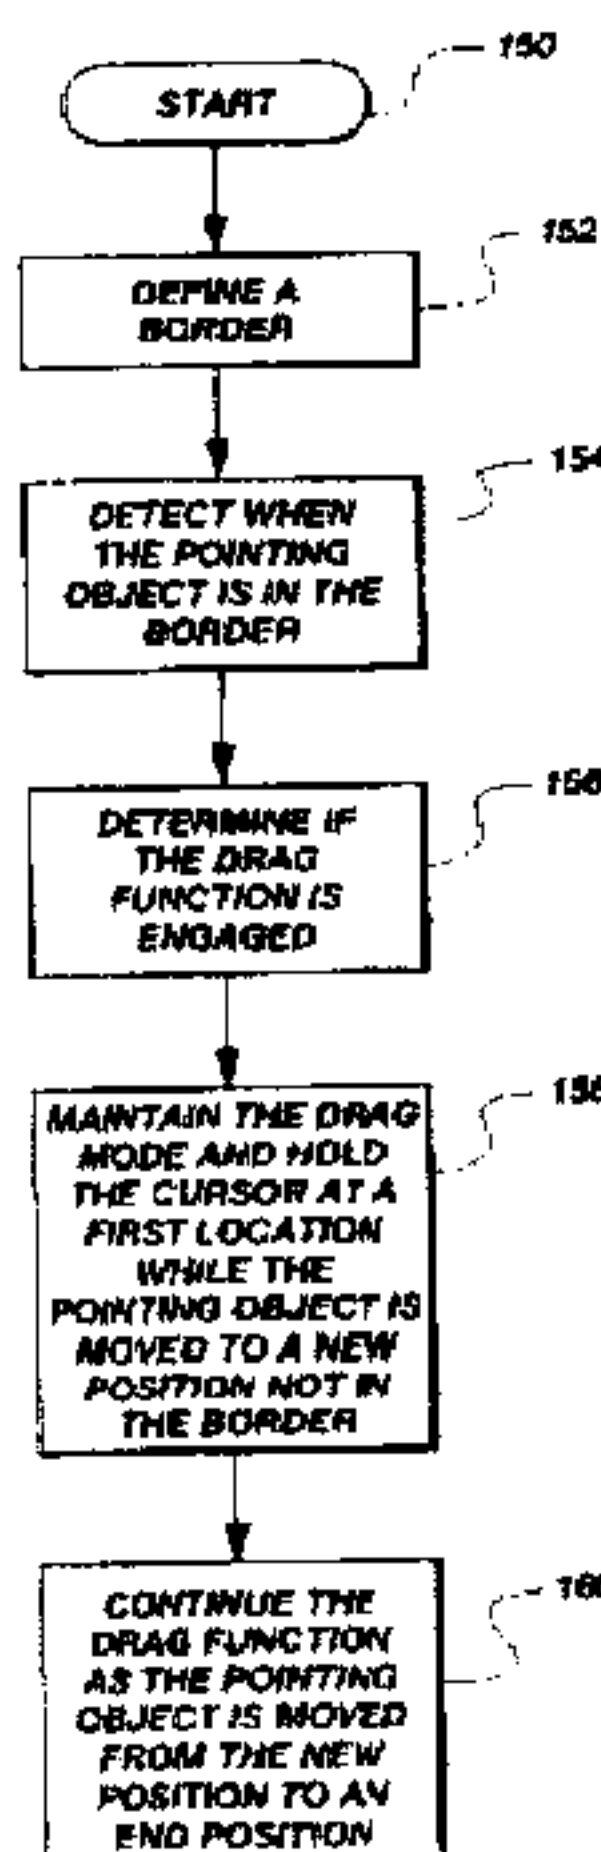 150
START
152
DEFINE A
BORDER
154
DETECT WHEN
THE POINTING
OBJECT IS IN THE
BORDER
156
DETERMINE IF
THE DRAG
FUNCTION IS
ENGAGED
158
MAINTAIN THE DRAG
MODE AND HOLD
THE CURSOR AT A
FIRST LOCATION
WHILE THE
POINTING OBJECT IS
MOVED TO A NEW
POSITION NOT IN
THE BORDER
160
CONTINUE THE
DRAG FUNCTION
AS THE POINTING
OBJECT IS MOVED
FROM THE NEW
POSITION TO AN
END POSITION